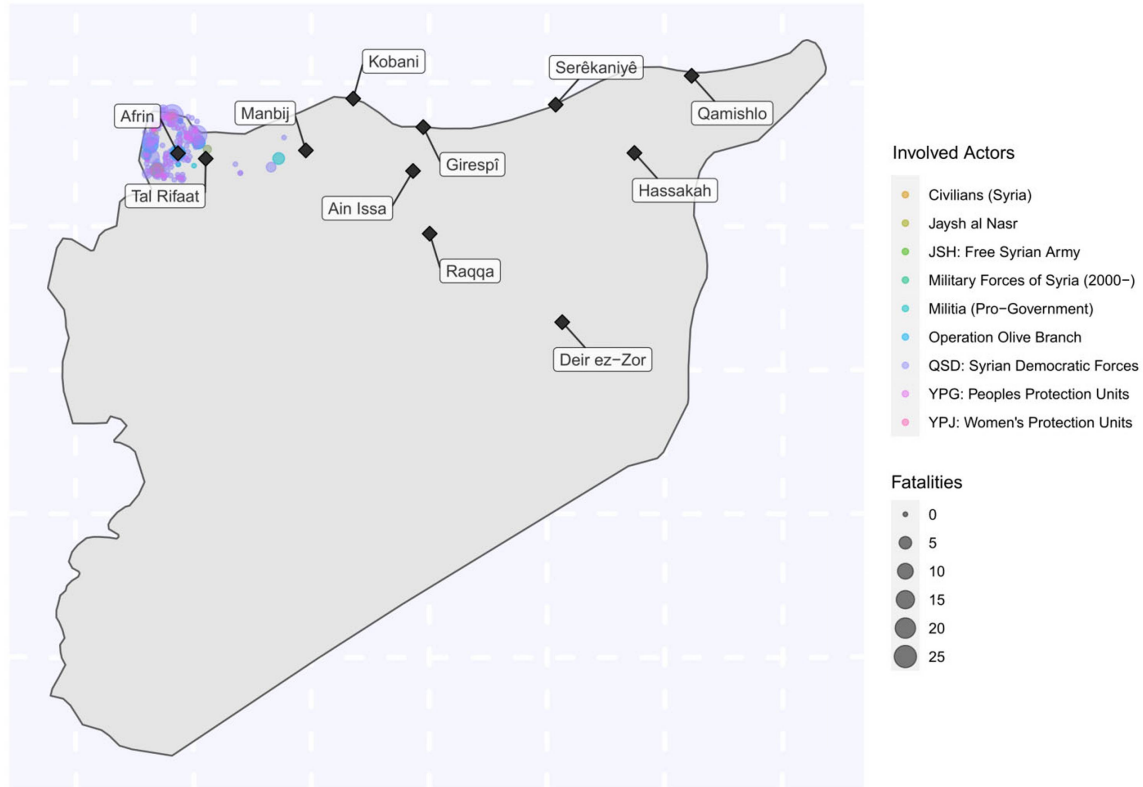 Kobani
Serêkaniyê
Afrin
Manbij
Qamishlo
Girespî
Tal Rifaat
Ain Issa
Hassakah
Raqqa
Deir ez−Zor
Involved Actors
Civilians (Syria)
Jaysh al Nasr
JSH: Free Syrian Army
Military Forces of Syria (2000−)
Militia (Pro−Government)
Operation Olive Branch
QSD: Syrian Democratic Forces
YPG: Peoples Protection Units
YPJ: Women's Protection Units
Fatalities
0
5
10
15
20
25